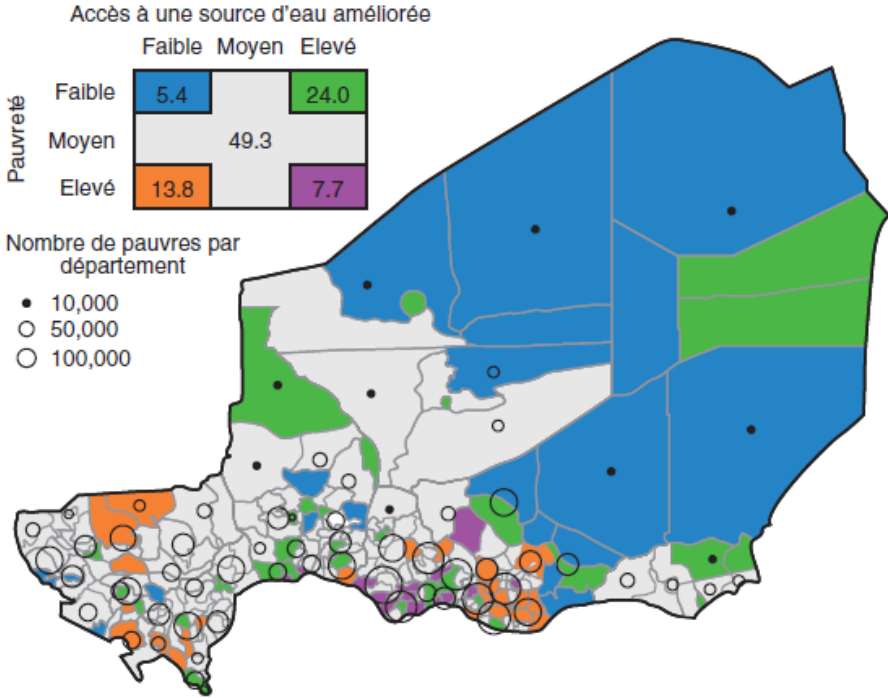 Accès à une source d'eau améliorée
Faible Moyen Elevé
Pauvreté
Faible 5.4 24.0
Moyen 49.3
Elevé 13.8 7.7
Nombre de pauvres par
département
10,000
50,000
100,000